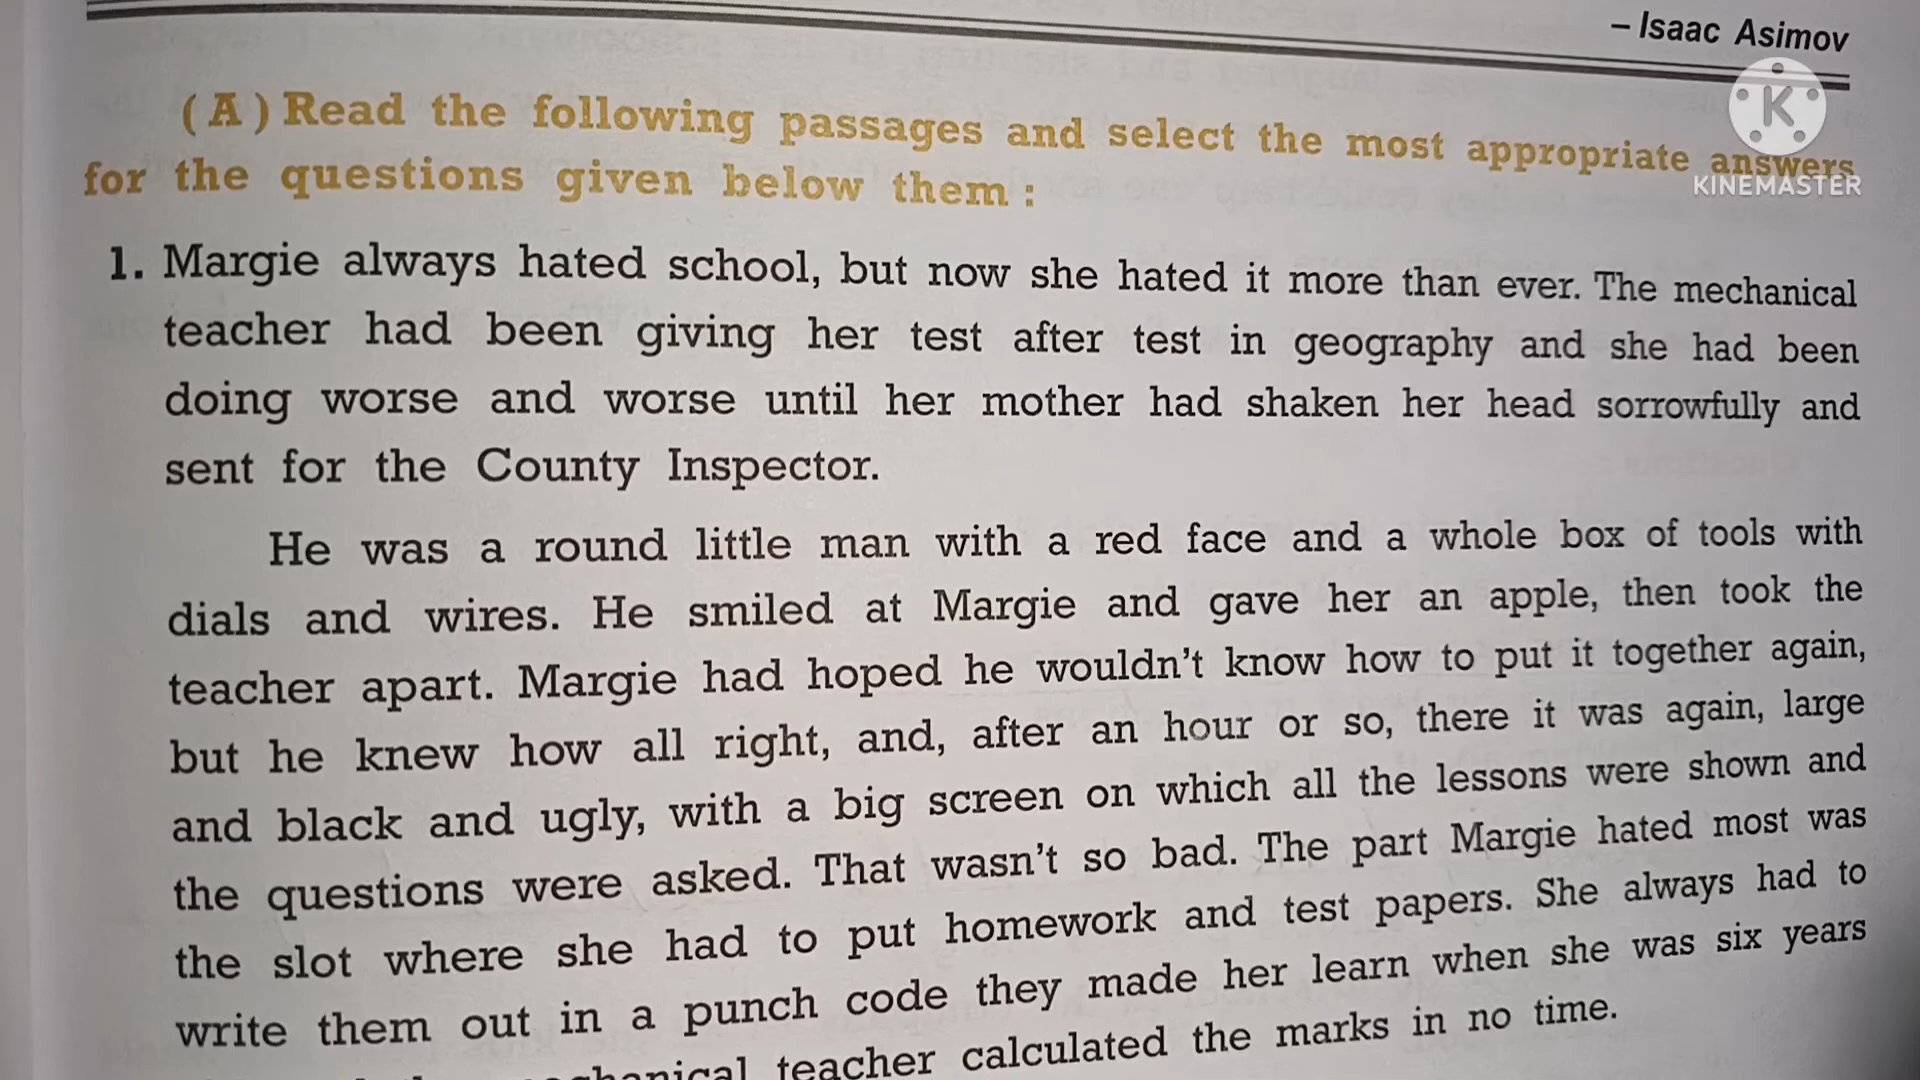 – Isaac Asimov
(A) Read the following passages and select the most appropriate answers
for the questions given below them :
KINEMASTER
1. Margie always hated school, but now she hated it more than ever. The mechanical
teacher had been giving her test after test in geography and she had been
doing worse and worse until her mother had shaken her head sorrowfully and
sent for the County Inspector.
He was a round little man with a red face and a whole box of tools with
dials and wires. He smiled at Margie and gave her an apple, then took the
teacher apart. Margie had hoped he wouldn't know how to put it together again,
but he knew how all right, and, after an hour or so, there it was again, large
and black and ugly, with a big screen on which all the lessons were shown and
the questions were asked. That wasn't so bad. The part Margie hated most was
the slot where she had to put homework and test papers. She always had to
write them out in a punch code they made her learn when she was six years
teacher calculated the marks in no time.